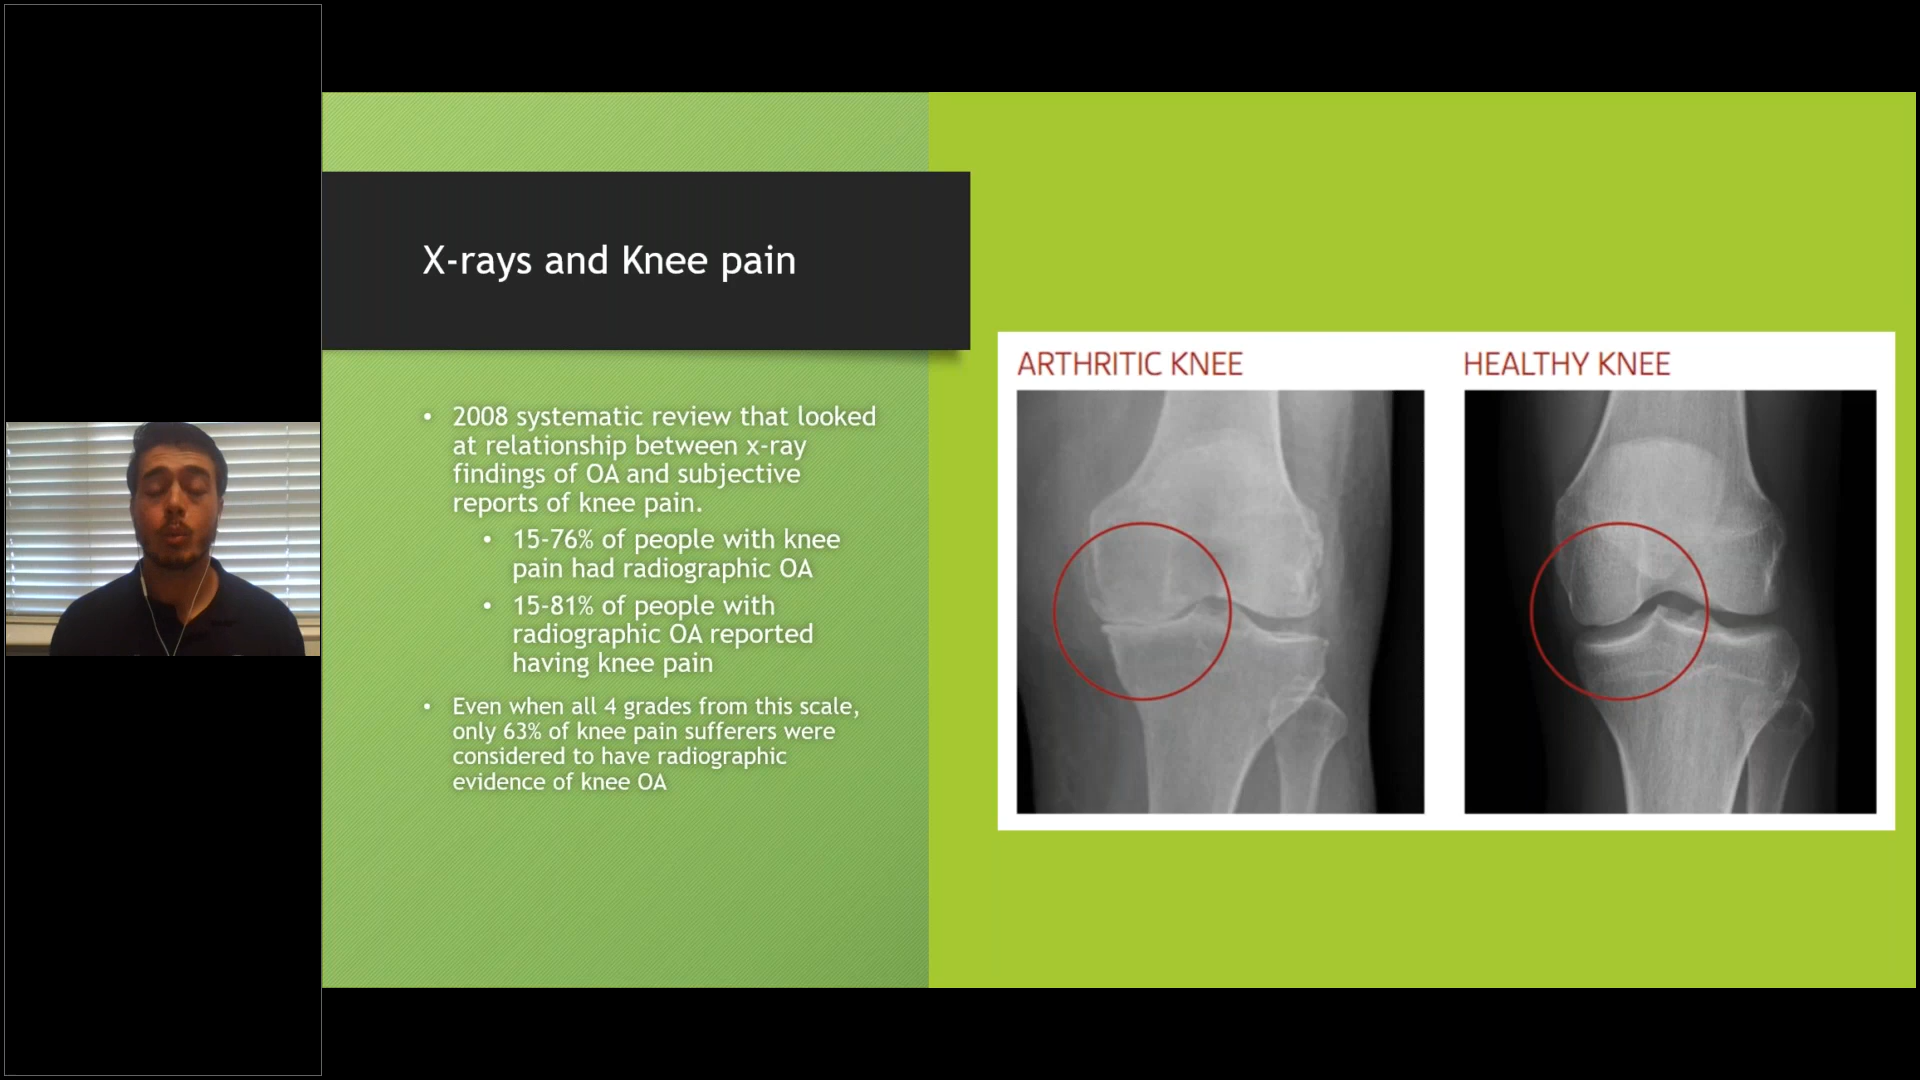 X-rays and Knee pain
• 2008 systematic review that looked
at relationship between x-ray
findings of OA and subjective
reports of knee pain.
• 15-76% of people with knee
pain had radiographic OA
• 15-81% of people with
radiographic OA reported
having knee pain
• Even when all 4 grades from this scale,
only 63% of knee pain sufferers were
considered to have radiographic
evidence of knee OA
ARTHRITIC KNEE
HEALTHY KNEE